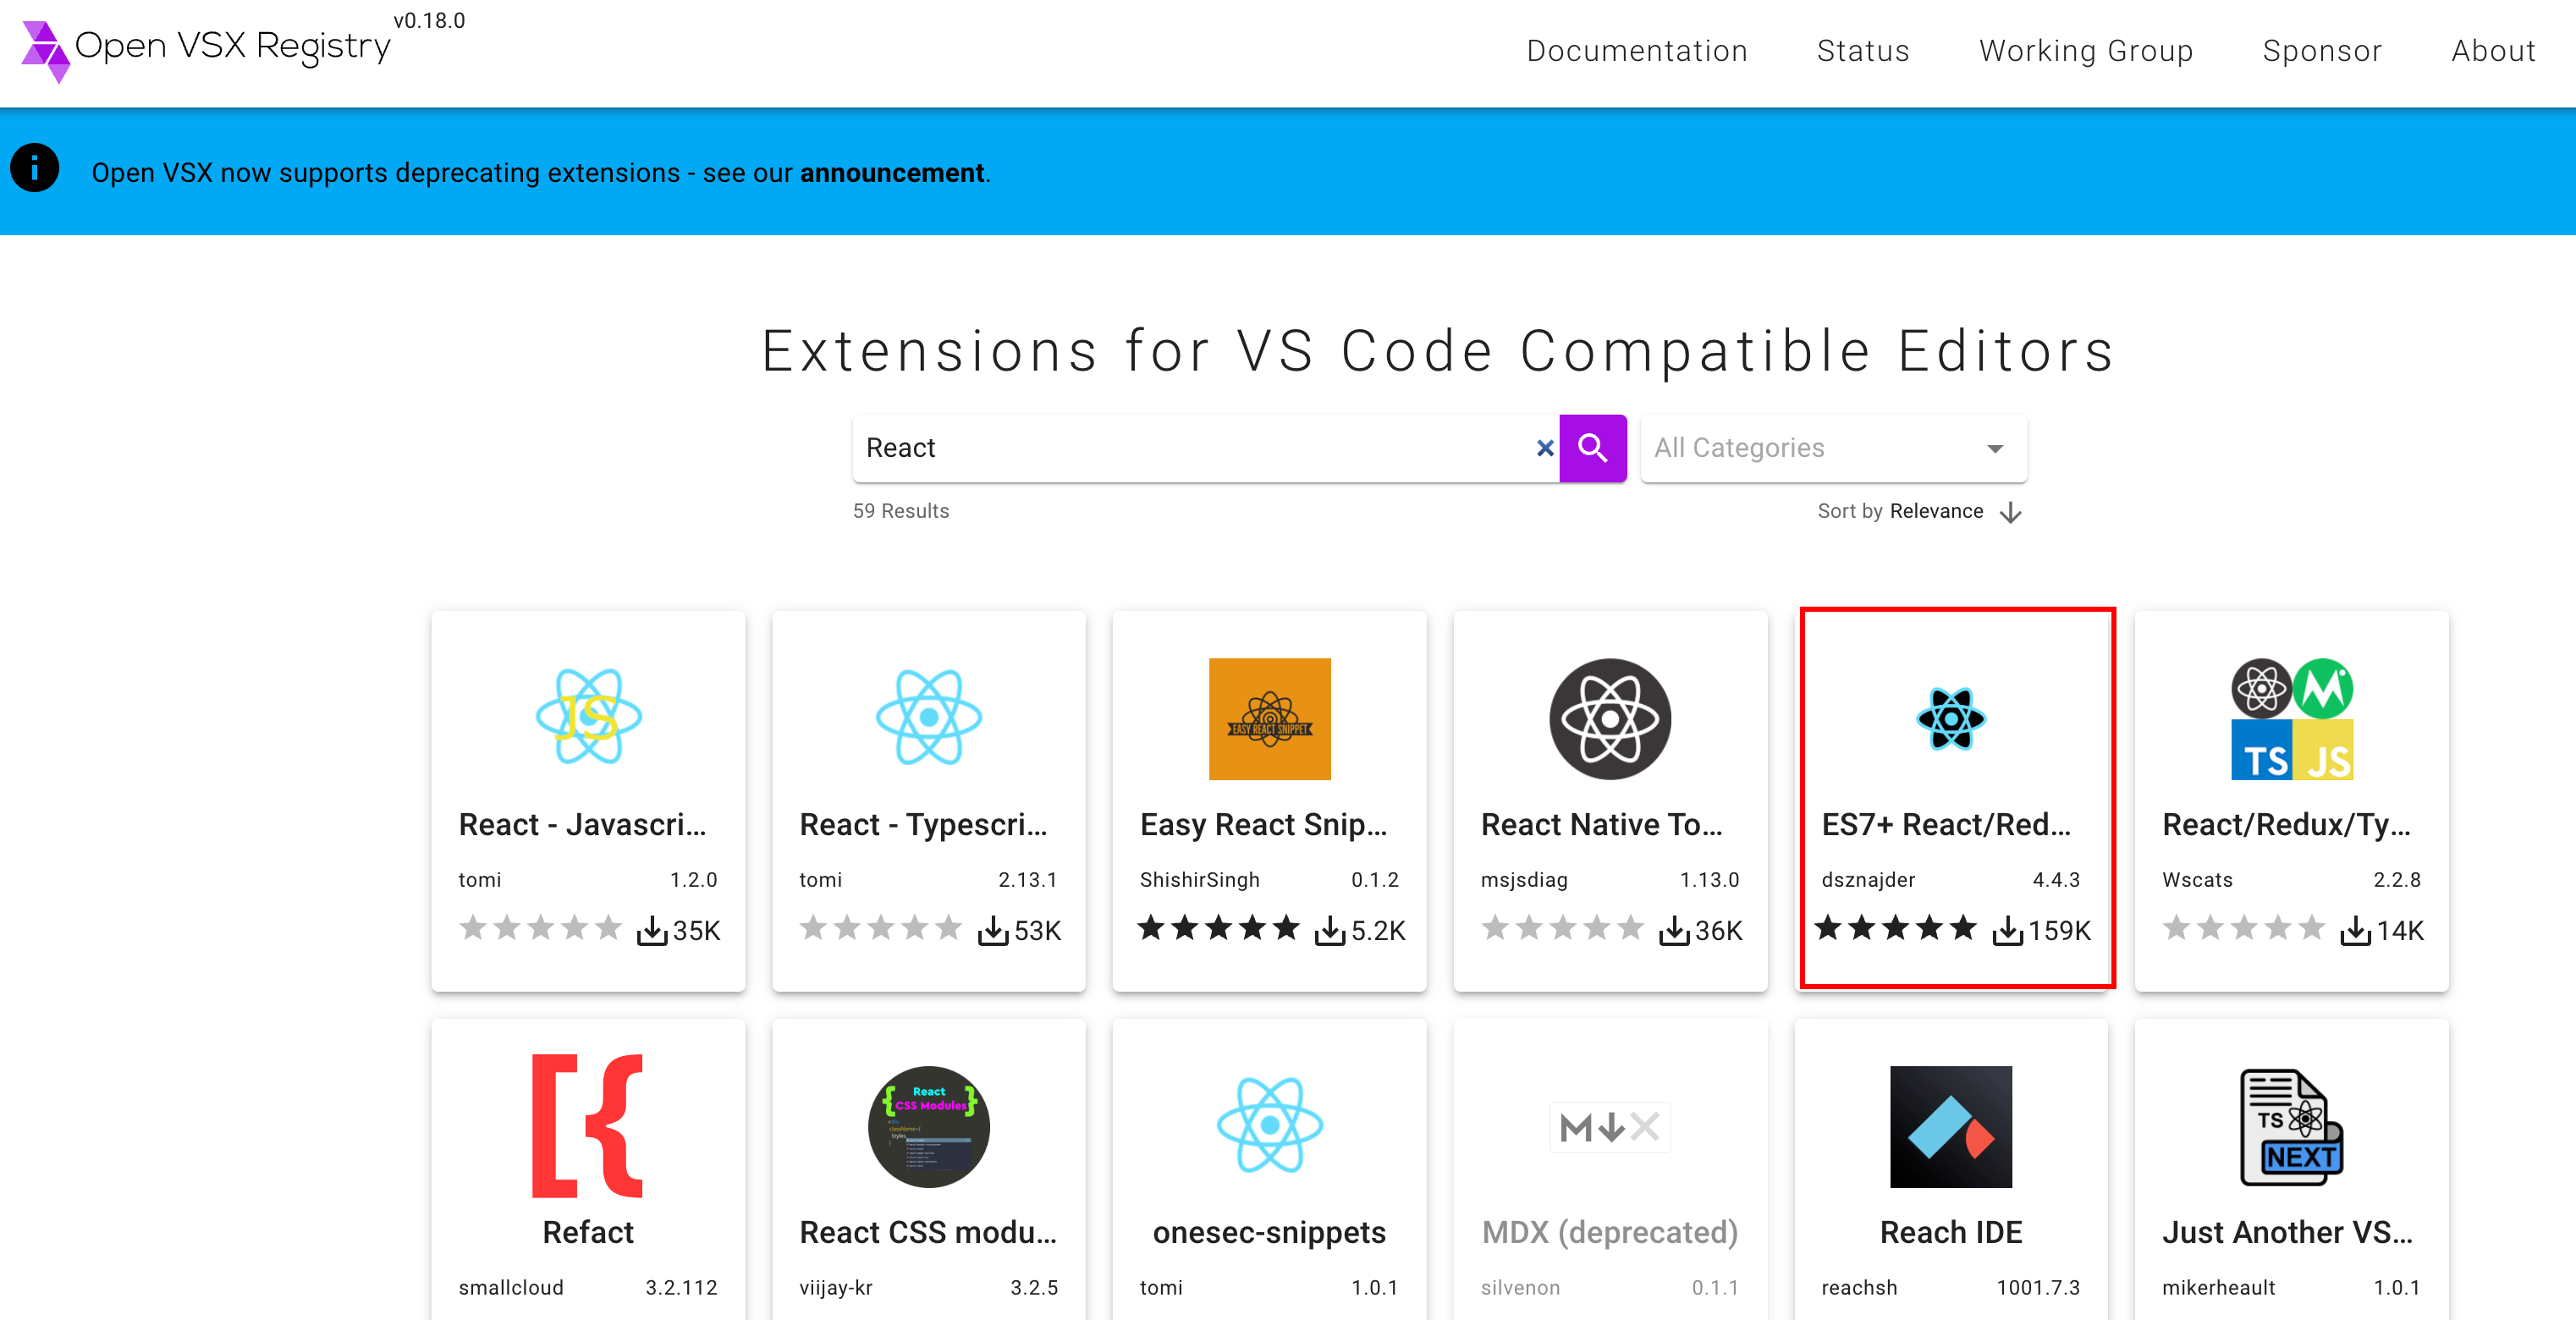 Open VSX Registry v0.18.0
Documentation Status Working Group Sponsor About
Open VSX now supports deprecating extensions - see our announcement.
Extensions for VS Code Compatible Editors
React
All Categories
59 Results
Sort by Relevance
JS
EASY REACT SNIPPET
TS JS
React - Javascri...
React - Typescri...
Easy React Snip...
React Native To...
ES7+ React/Red...
React/Redux/Ty...
tomi 1.2.0
tomi 2.13.1
ShishirSingh 0.1.2
msjsdiag 1.13.0
dsznajder 4.4.3
Wscats 2.2.8
35K
53K
5.2K
36K
159K
14K
React
CSS Modules
TS
NEXT
Refact
React CSS modu...
onesec-snippets
MDX (deprecated)
Reach IDE
Just Another VS...
smallcloud 3.2.112
viijay-kr 3.2.5
tomi 1.0.1
silvenon 0.1.1
reachsh 1001.7.3
mikerheault 1.0.1